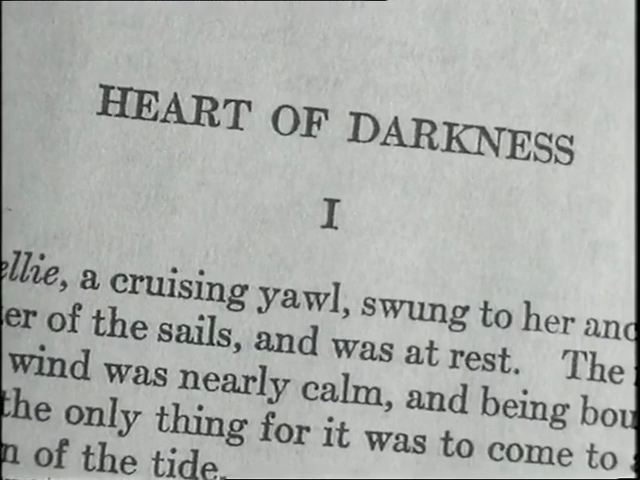 HEART OF DARKNESS
I
ellie, a cruising yawl, swung to her anc
er of the sails, and was at rest. The
wind was nearly calm, and being bou
the only thing for it was to come to
n of the tide.